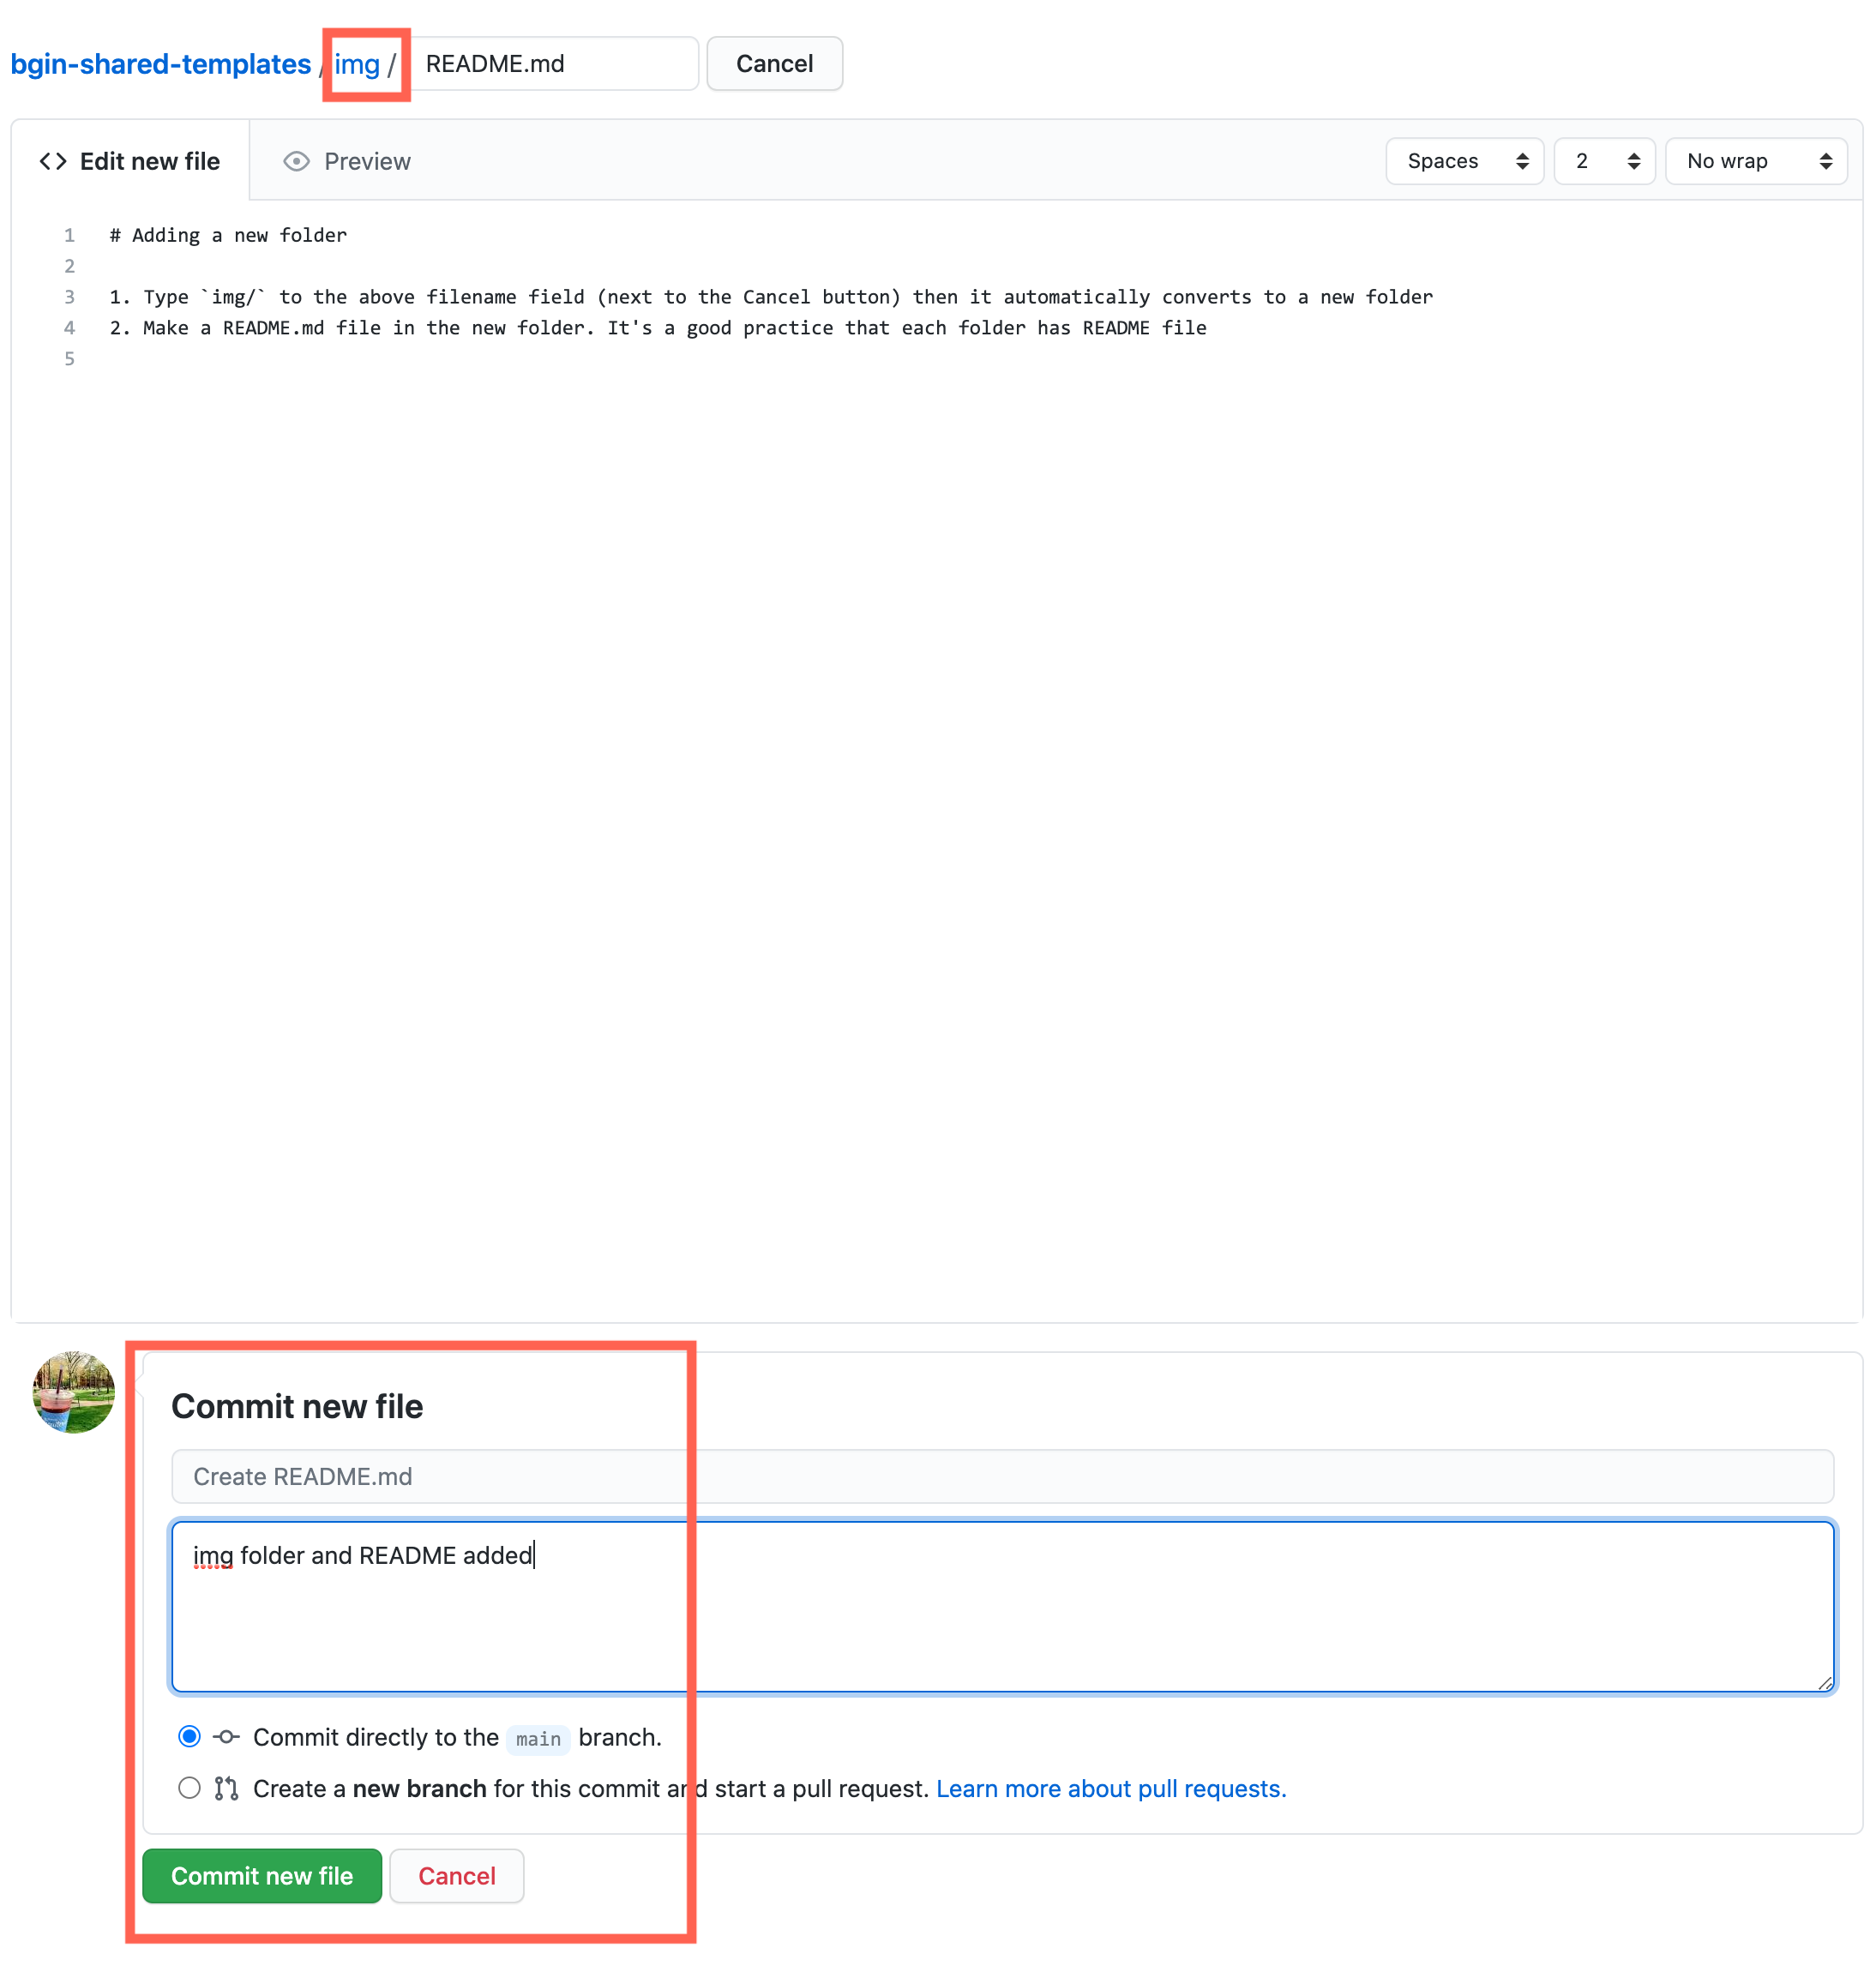 bgin-shared-templates / img / README.md Cancel
Edit new file Preview Spaces 2 No wrap
1 # Adding a new folder
2
3 1. Type `img/` to the above filename field (next to the Cancel button) then it automatically converts to a new folder
4 2. Make a README.md file in the new folder. It's a good practice that each folder has README file
5
Commit new file
Create README.md
img folder and README added
Commit directly to the main branch.
Create a new branch for this commit and start a pull request. Learn more about pull requests.
Commit new file Cancel